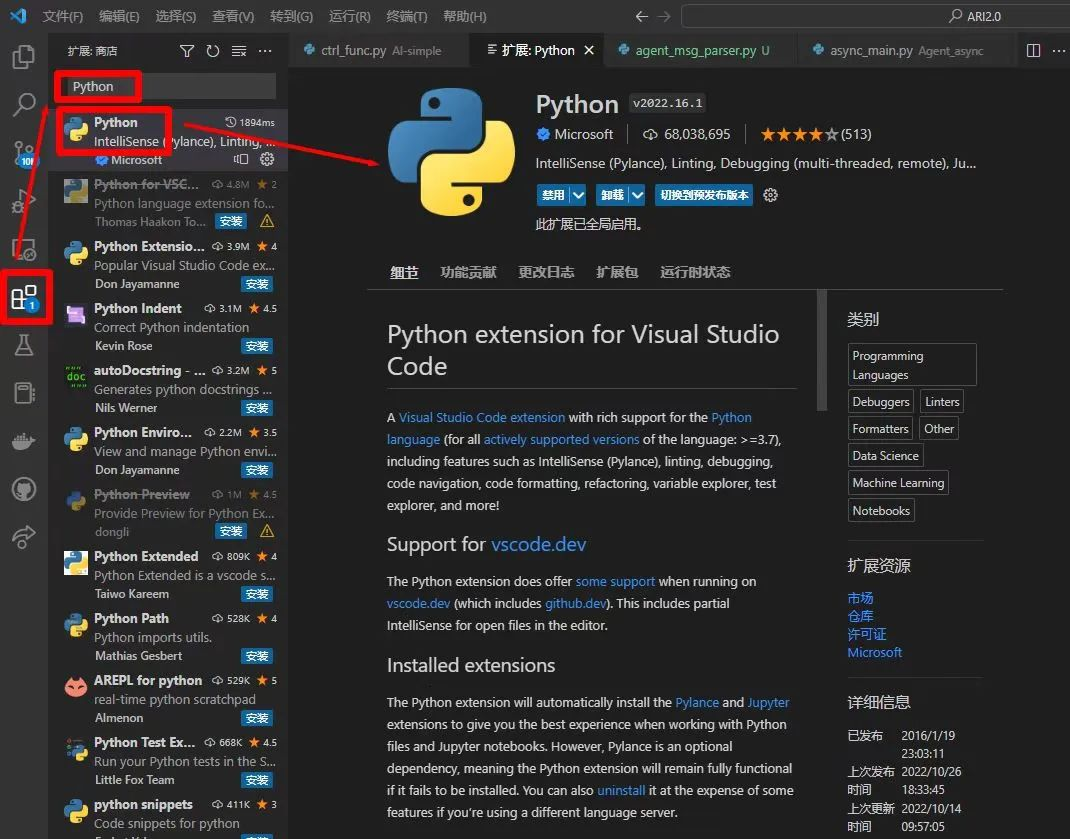 文件(F) 编辑(E) 选择(S) 查看(V) 转到(G) 运行(R) 终端(T) 帮助(H) ARI2.0
扩展: 商店
ctrl_func.py AI-simple
扩展: Python
agent_msg_parser.py U
async_main.py Agent_async
Python
Python 1894ms
IntelliSense (Pylance), Linting, ...
Microsoft
Python for VSC... 4.8M 2
Python language extension fo...
Thomas Haakon To... 安装
Python Extensio... 3.9M 4
Popular Visual Studio Code ex...
Don Jayamanne 安装
Python Indent 3.1M 4.5
Correct Python indentation
Kevin Rose 安装
autoDocstring - ... 3.2M 5
Generates python docstrings ...
Nils Werner 安装
Python Enviro... 2.2M 3.5
View and manage Python envi...
Don Jayamanne 安装
Python Preview 1M 4.5
Provide Preview for Python Ex...
dongli 安装
Python Extended 809K 4
Python Extended is a vscode s...
Taiwo Kareem 安装
Python Path 528K 4
Python imports utils.
Mathias Gesbert 安装
AREPL for python 529K 5
real-time python scratchpad
Almenon 安装
Python Test Ex... 668K 4.5
Run your Python tests in the S...
Little Fox Team 安装
python snippets 411K 3
Code snippets for python
1
doc
Python v2022.16.1
Microsoft 68,038,695 (513)
IntelliSense (Pylance), Linting, Debugging (multi-threaded, remote), Ju...
禁用 卸载 切换到预发布版本
此扩展已全局启用。
细节 功能贡献 更改日志 扩展包 运行时状态
Python extension for Visual Studio
Code
A Visual Studio Code extension with rich support for the Python
language (for all actively supported versions of the language: >=3.7),
including features such as IntelliSense (Pylance), linting, debugging,
code navigation, code formatting, refactoring, variable explorer, test
explorer, and more!
Support for vscode.dev
The Python extension does offer some support when running on
vscode.dev (which includes github.dev). This includes partial
IntelliSense for open files in the editor.
Installed extensions
The Python extension will automatically install the Pylance and Jupyter
extensions to give you the best experience when working with Python
files and Jupyter notebooks. However, Pylance is an optional
dependency, meaning the Python extension will remain fully functional
if it fails to be installed. You can also uninstall it at the expense of some
features if you're using a different language server.
类别
Programming
Languages
Debuggers Linters
Formatters Other
Data Science
Machine Learning
Notebooks
扩展资源
市场
仓库
许可证
Microsoft
详细信息
已发布 2016/1/19
23:03:11
上次发布 2022/10/26
时间 18:33:45
上次更新 2022/10/14
时间 09:57:05